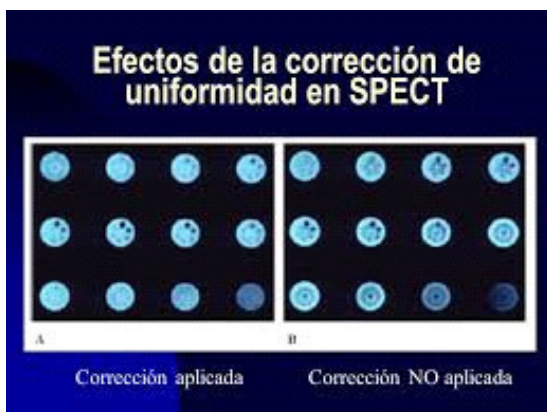 Efectos de la corrección de
uniformidad en SPECT
A
B
Corrección aplicada
Corrección NO aplicada